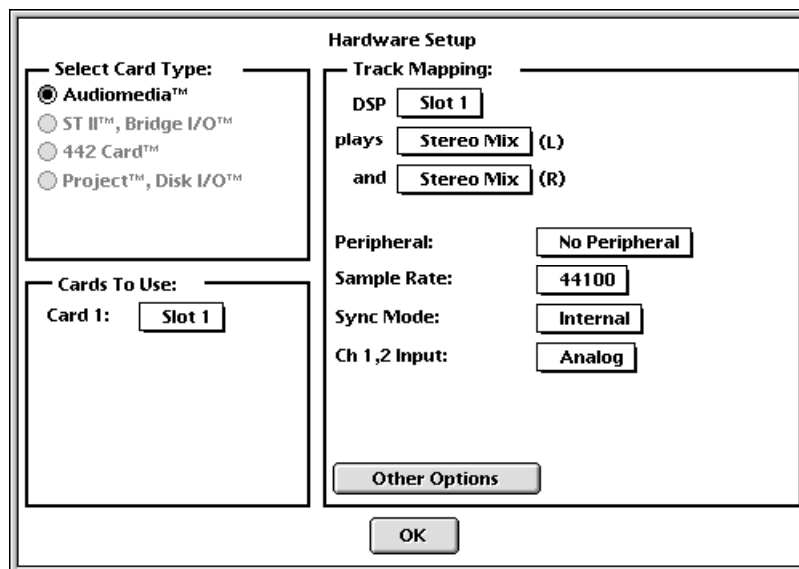 Hardware Setup
Select Card Type:
Audiomedia™
ST II™, Bridge I/O™
442 Card™
Project™, Disk I/O™
Cards To Use:
Card 1: Slot 1
Track Mapping:
DSP Slot 1
plays Stereo Mix (L)
and Stereo Mix (R)
Peripheral: No Peripheral
Sample Rate: 44100
Sync Mode: Internal
Ch 1,2 Input: Analog
Other Options
OK